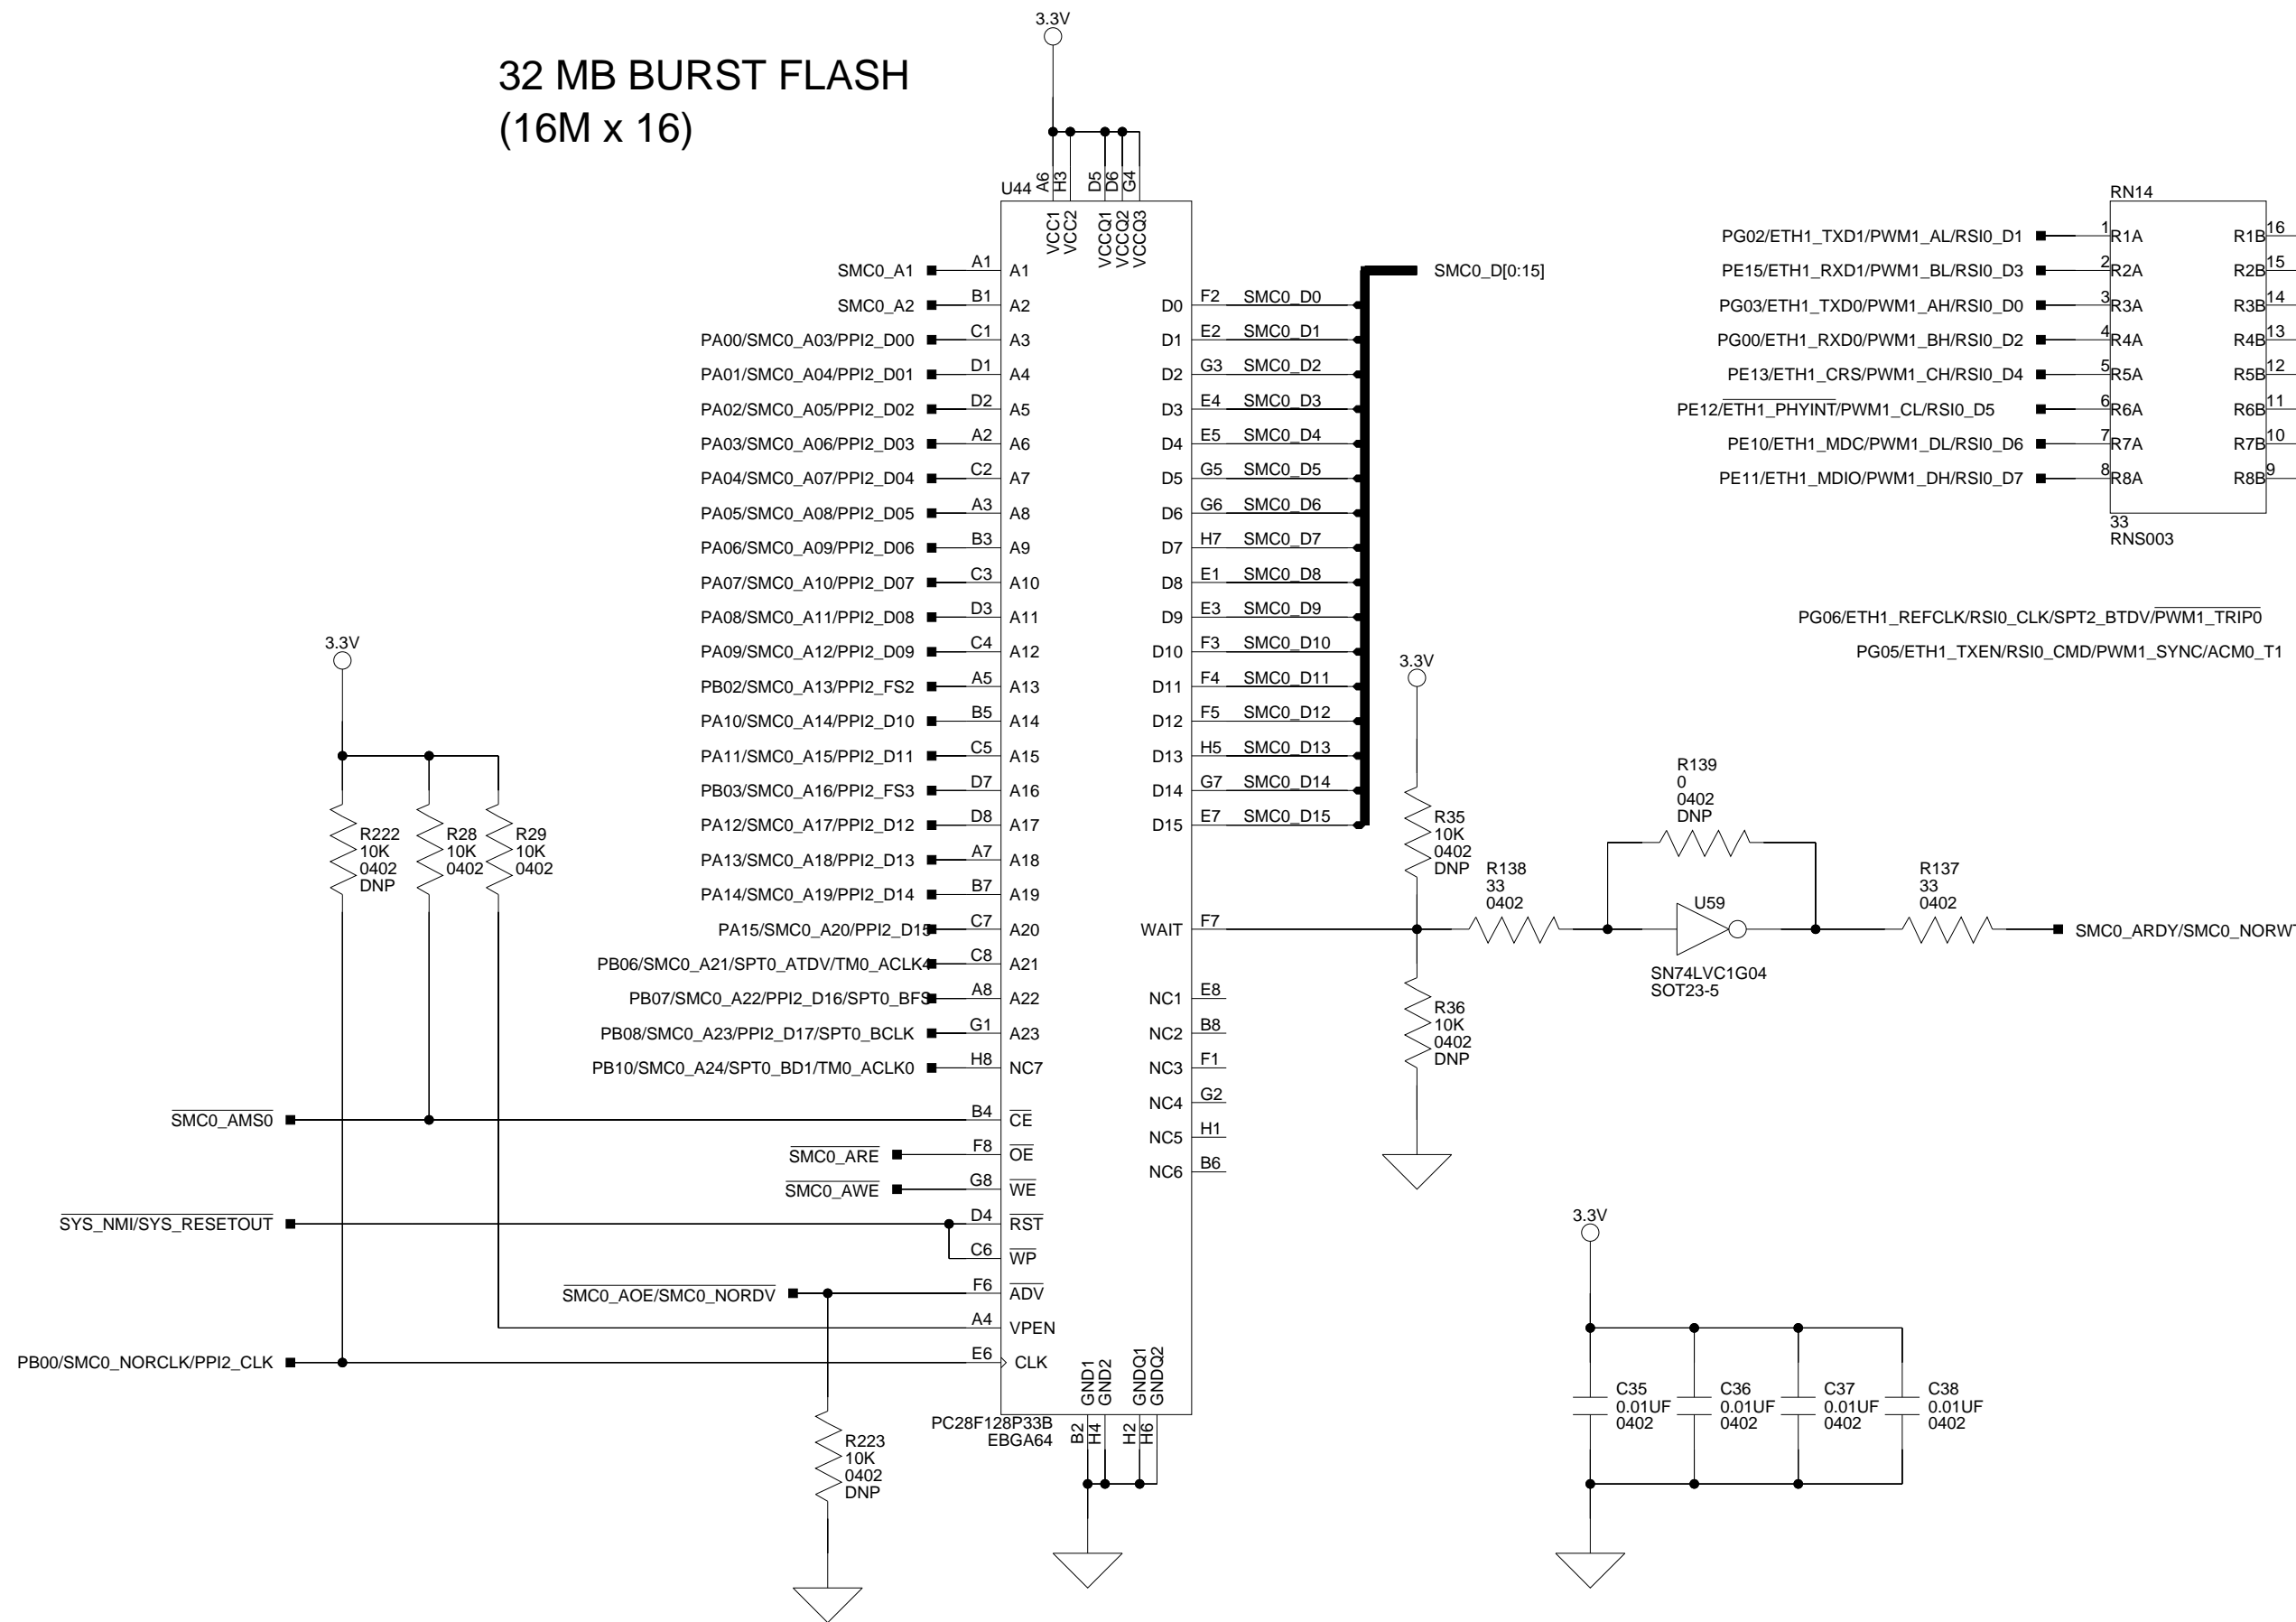 32 MB BURST FLASH
(16M x 16)
3.3V
U44
A6
H3
D5
D6
G4
VCC1
VCC2
VCCQ1
VCCQ2
VCCQ3
SMC0_A1 A1 A1
SMC0_A2 B1 A2
PA00/SMC0_A03/PPI2_D00 C1 A3
PA01/SMC0_A04/PPI2_D01 D1 A4
PA02/SMC0_A05/PPI2_D02 D2 A5
PA03/SMC0_A06/PPI2_D03 A2 A6
PA04/SMC0_A07/PPI2_D04 C2 A7
PA05/SMC0_A08/PPI2_D05 A3 A8
PA06/SMC0_A09/PPI2_D06 B3 A9
PA07/SMC0_A10/PPI2_D07 C3 A10
PA08/SMC0_A11/PPI2_D08 D3 A11
PA09/SMC0_A12/PPI2_D09 C4 A12
PB02/SMC0_A13/PPI2_FS2 A5 A13
PA10/SMC0_A14/PPI2_D10 B5 A14
PA11/SMC0_A15/PPI2_D11 C5 A15
PB03/SMC0_A16/PPI2_FS3 D7 A16
PA12/SMC0_A17/PPI2_D12 D8 A17
PA13/SMC0_A18/PPI2_D13 A7 A18
PA14/SMC0_A19/PPI2_D14 B7 A19
PA15/SMC0_A20/PPI2_D15 C7 A20
PB06/SMC0_A21/SPT0_ATDV/TM0_ACLK4 C8 A21
PB07/SMC0_A22/PPI2_D16/SPT0_BFS A8 A22
PB08/SMC0_A23/PPI2_D17/SPT0_BCLK G1 A23
PB10/SMC0_A24/SPT0_BD1/TM0_ACLK0 H8 NC7
SMC0_AMS0 B4 CE
SMC0_ARE F8 OE
SMC0_AWE G8 WE
SYS_NMI/SYS_RESETOUT D4 RST
C6 WP
SMC0_AOE/SMC0_NORDV F6 ADV
A4 VPEN
PB00/SMC0_NORCLK/PPI2_CLK E6 CLK
3.3V
R222
10K
0402
DNP
R28
10K
0402
R29
10K
0402
R223
10K
0402
DNP
SMC0_D[0:15]
D0 F2 SMC0_D0
D1 E2 SMC0_D1
D2 G3 SMC0_D2
D3 E4 SMC0_D3
D4 E5 SMC0_D4
D5 G5 SMC0_D5
D6 G6 SMC0_D6
D7 H7 SMC0_D7
D8 E1 SMC0_D8
D9 E3 SMC0_D9
D10 F3 SMC0_D10
D11 F4 SMC0_D11
D12 F5 SMC0_D12
D13 H5 SMC0_D13
D14 G7 SMC0_D14
D15 E7 SMC0_D15
WAIT F7
NC1 E8
NC2 B8
NC3 F1
NC4 G2
NC5 H1
NC6 B6
GND1
GND2
GNDQ1
GNDQ2
B2
H4
H2
H6
PC28F128P33B
EBGA64
3.3V
R35
10K
0402
DNP
R36
10K
0402
DNP
R138
33
0402
R139
0
0402
DNP
U59
SN74LVC1G04
SOT23-5
R137
33
0402
SMC0_ARDY/SMC0_NORWT
RN14
PG02/ETH1_TXD1/PWM1_AL/RSI0_D1 1 R1A R1B 16
PE15/ETH1_RXD1/PWM1_BL/RSI0_D3 2 R2A R2B 15
PG03/ETH1_TXD0/PWM1_AH/RSI0_D0 3 R3A R3B 14
PG00/ETH1_RXD0/PWM1_BH/RSI0_D2 4 R4A R4B 13
PE13/ETH1_CRS/PWM1_CH/RSI0_D4 5 R5A R5B 12
PE12/ETH1_PHYINT/PWM1_CL/RSI0_D5 6 R6A R6B 11
PE10/ETH1_MDC/PWM1_DL/RSI0_D6 7 R7A R7B 10
PE11/ETH1_MDIO/PWM1_DH/RSI0_D7 8 R8A R8B 9
33
RNS003
PG06/ETH1_REFCLK/RSI0_CLK/SPT2_BTDV/PWM1_TRIP0
PG05/ETH1_TXEN/RSI0_CMD/PWM1_SYNC/ACM0_T1
3.3V
C35
0.01UF
0402
C36
0.01UF
0402
C37
0.01UF
0402
C38
0.01UF
0402